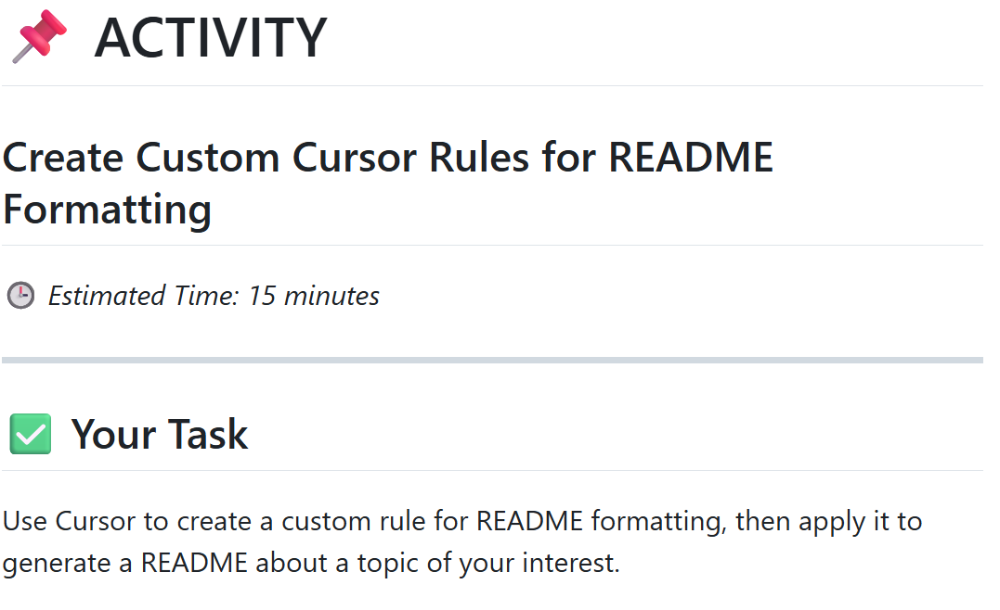 ACTIVITY
Create Custom Cursor Rules for README
Formatting
Estimated Time: 15 minutes
Your Task
Use Cursor to create a custom rule for README formatting, then apply it to
generate a README about a topic of your interest.